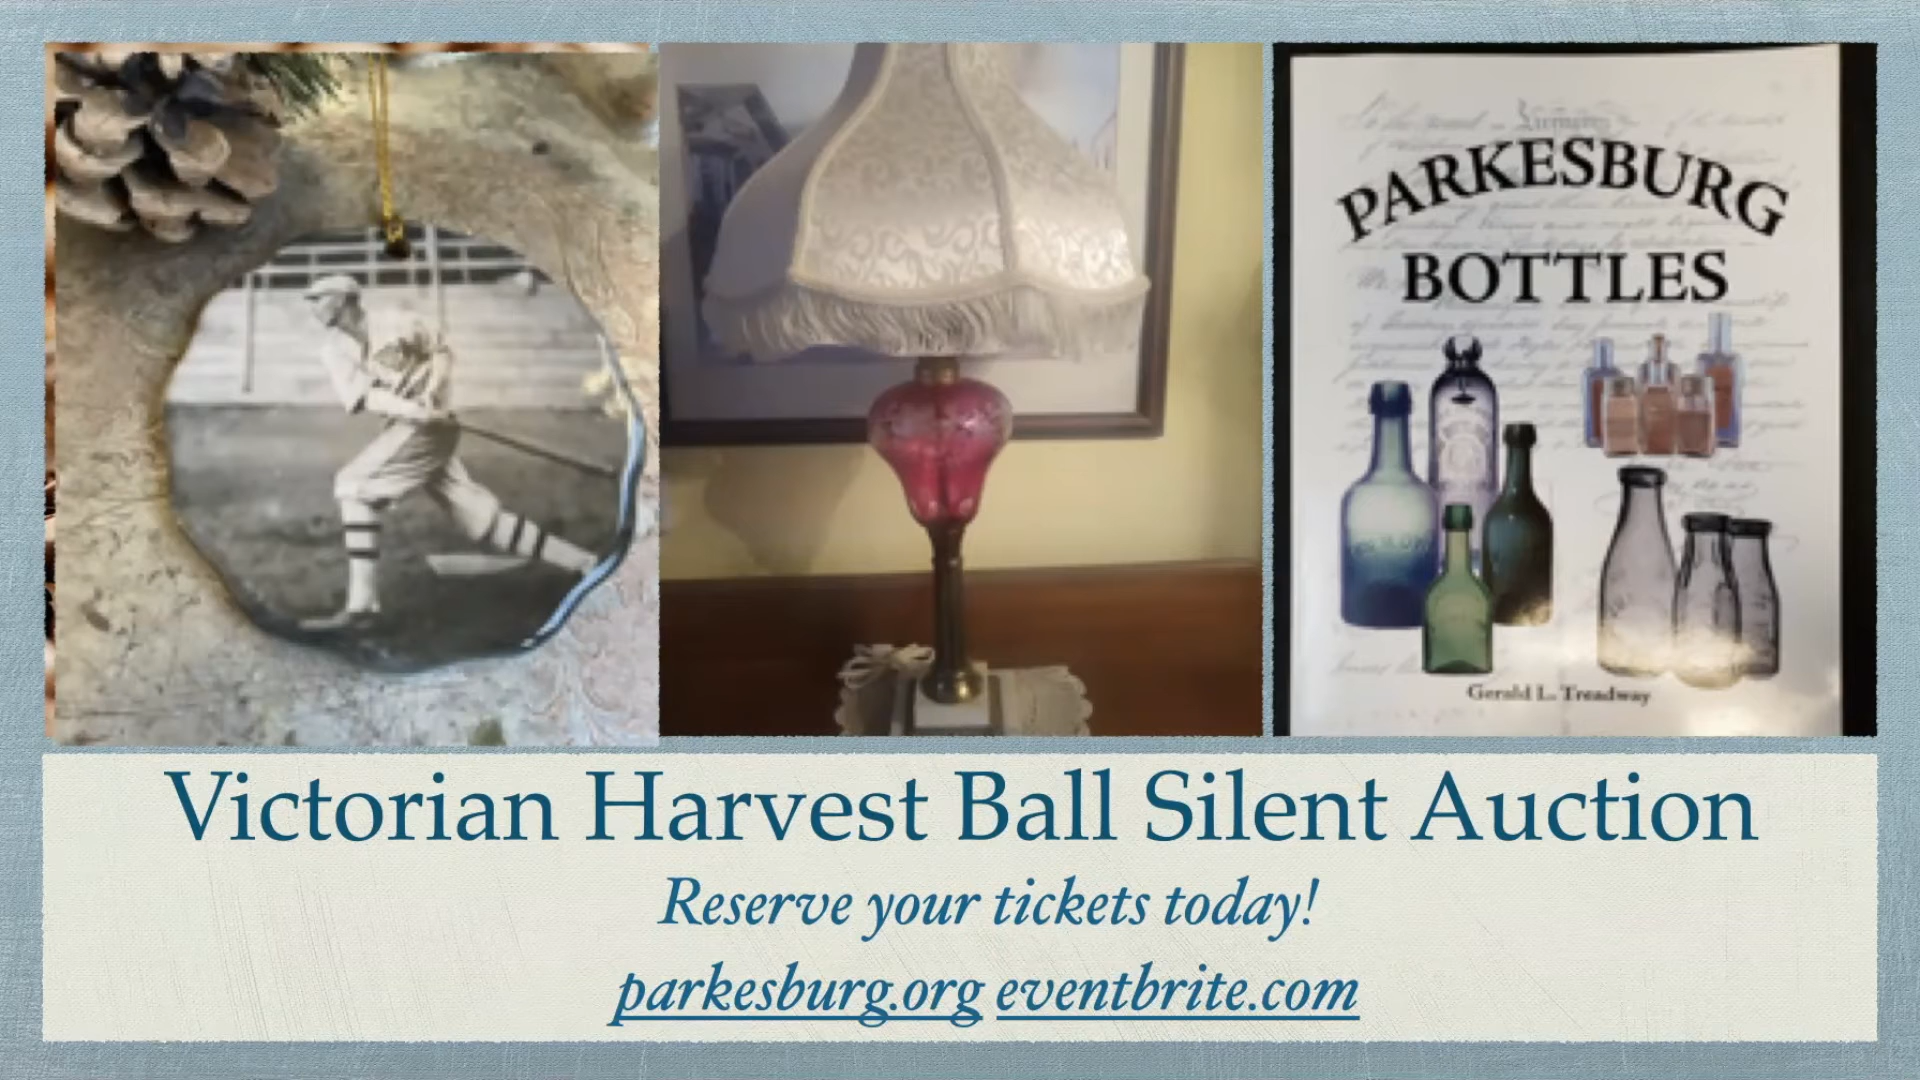 PARKESBURG
BOTTLES
Gerald L. Treadway
Victorian Harvest Ball Silent Auction
Reserve your tickets today!
parkesburg.org eventbrite.com